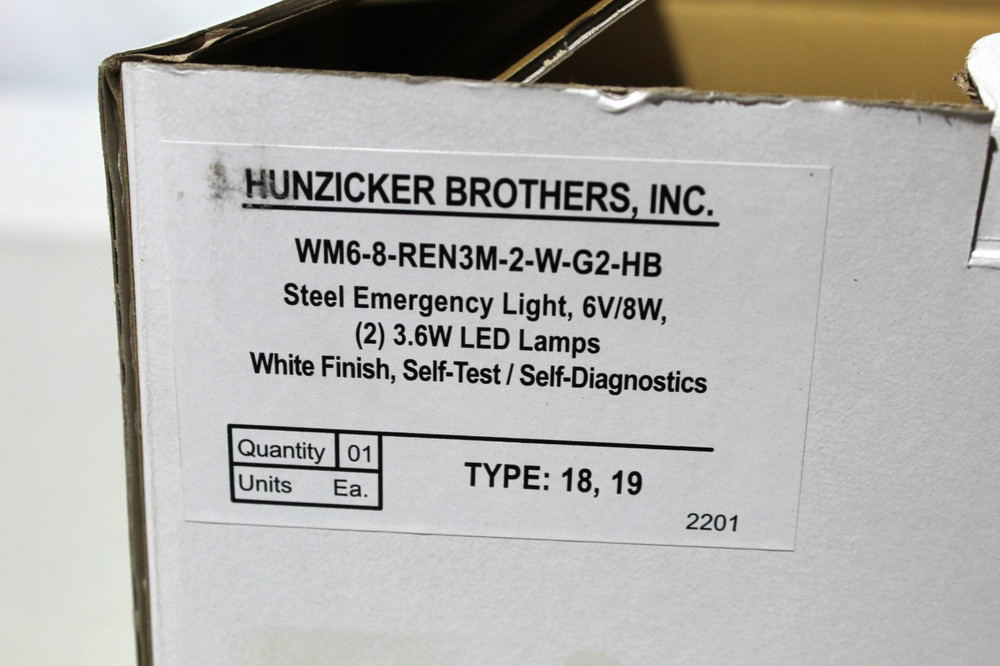 HUNZICKER BROTHERS, INC.
WM6-8-REN3M-2-W-G2-HB
Steel Emergency Light, 6V/8W,
(2) 3.6W LED Lamps
White Finish, Self-Test / Self-Diagnostics
Quantity 01
Units Ea.
TYPE: 18, 19
2201